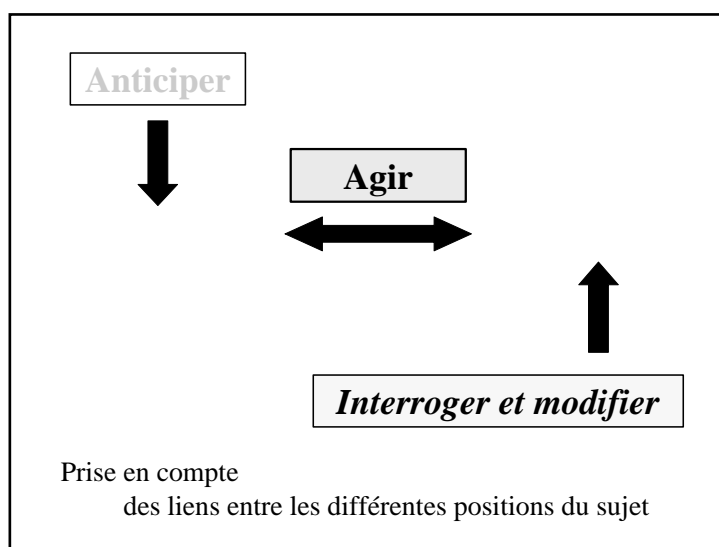 Anticiper
Agir
Interroger et modifier
Prise en compte
des liens entre les différentes positions du sujet